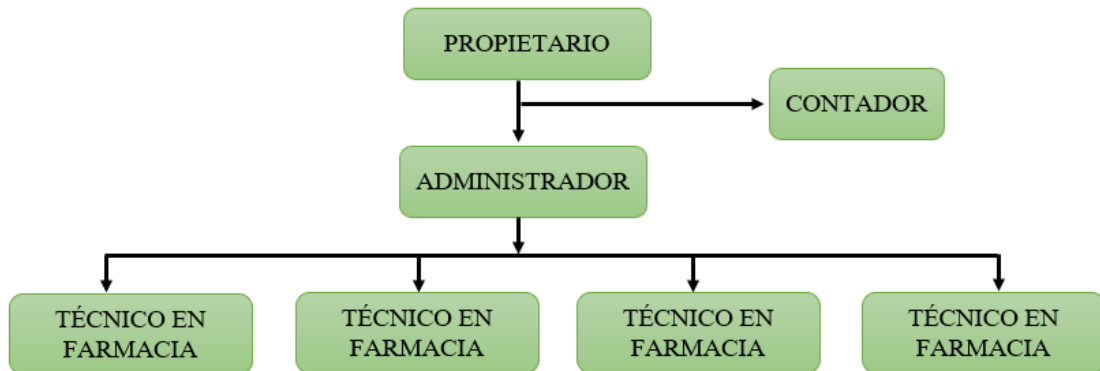 PROPIETARIO
CONTADOR
ADMINISTRADOR
TÉCNICO EN
FARMACIA
TÉCNICO EN
FARMACIA
TÉCNICO EN
FARMACIA
TÉCNICO EN
FARMACIA